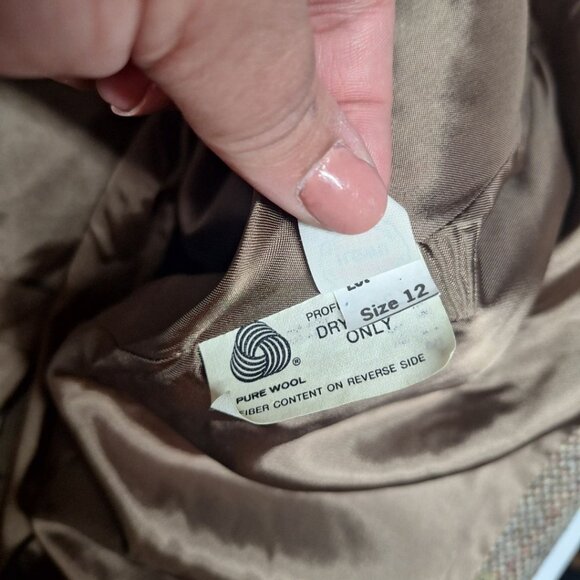 Size 12
PROF
DRY
ONLY
®
PURE WOOL
FIBER CONTENT ON REVERSE SIDE